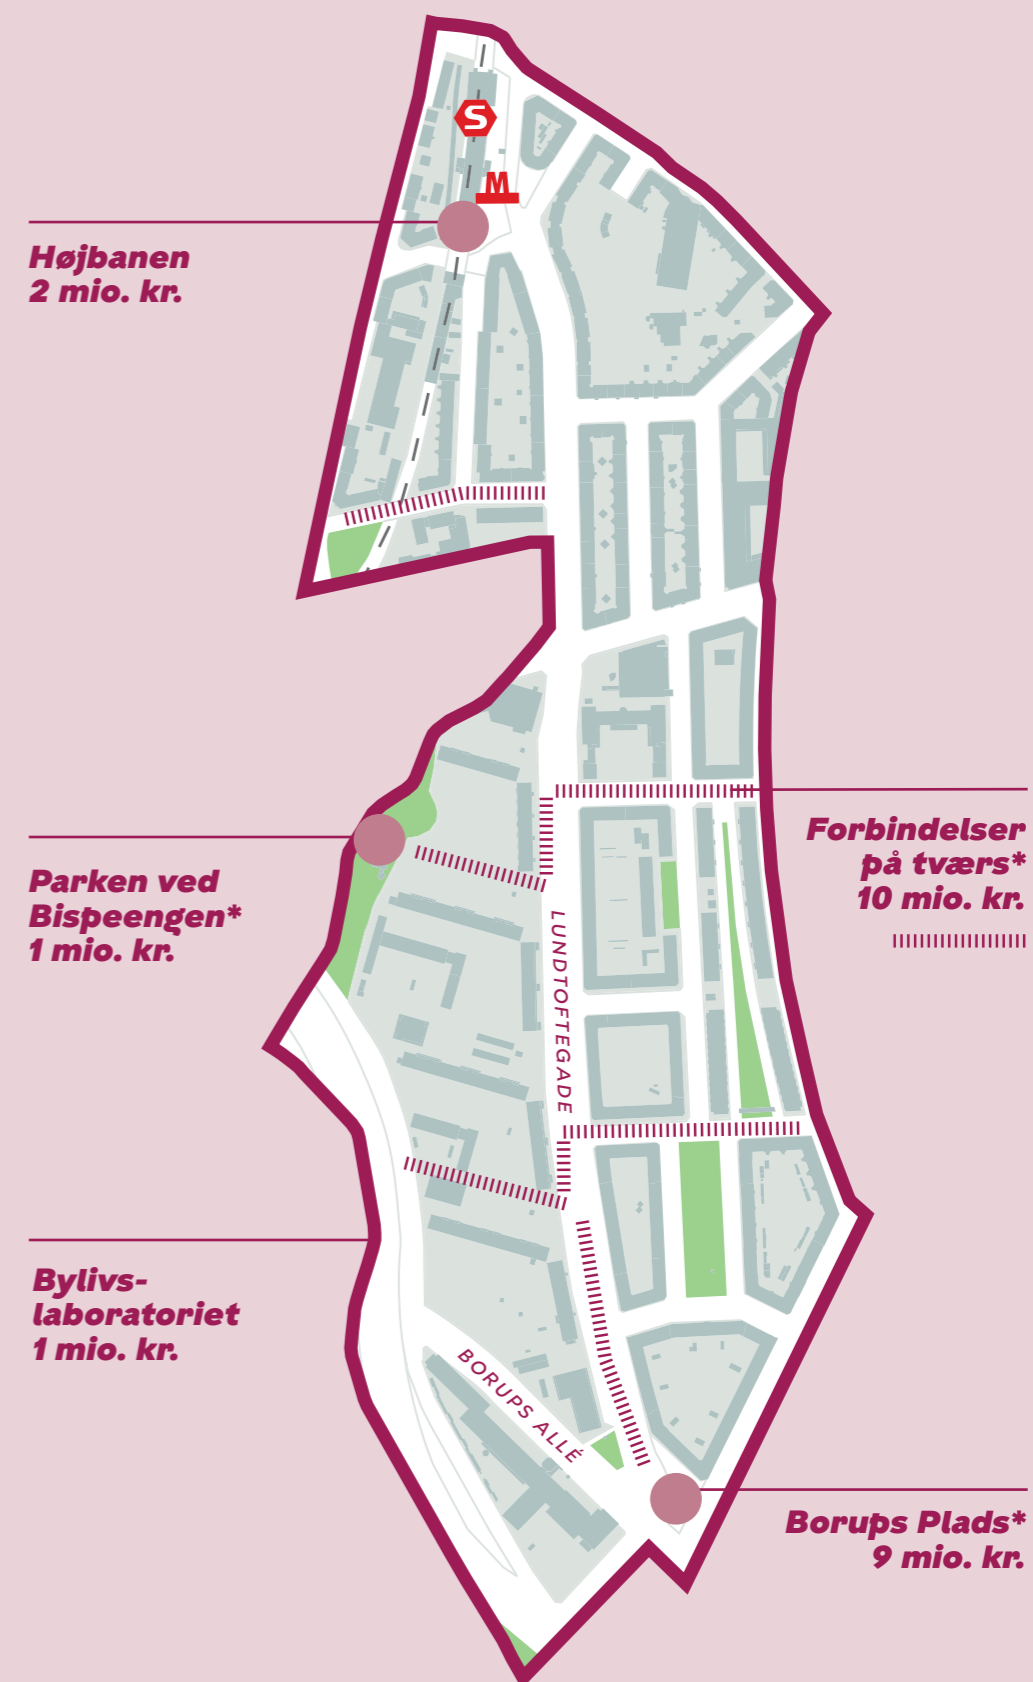 S
M
Højbanen
2 mio. kr.
Forbindelser
på tværs*
10 mio. kr.
Parken ved
Bispeengen*
1 mio. kr.
LUNDTOFTEGADE
Bylivs-
laboratoriet
1 mio. kr.
BORUPS ALLÉ
Borups Plads*
9 mio. kr.